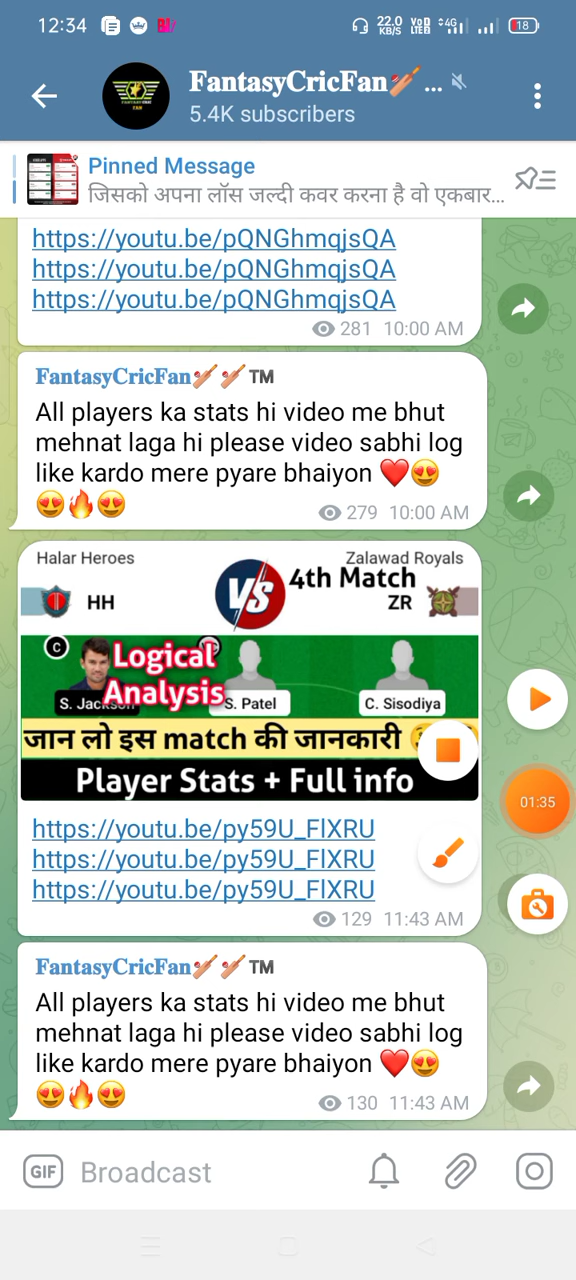 12:34
22.0 KB/S
VoD LTE2
4G
18
FantasyCricFan🏏...
5.4K subscribers
Pinned Message
जिसको अपना लॉस जल्दी कवर करना है वो एकबार...
https://youtu.be/pQNGhmqjsQA
https://youtu.be/pQNGhmqjsQA
https://youtu.be/pQNGhmqjsQA
281 10:00 AM
FantasyCricFan🏏🏏™
All players ka stats hi video me bhut
mehnat laga hi please video sabhi log
like kardo mere pyare bhaiyon ❤️😍
😍🔥😍
279 10:00 AM
Halar Heroes
Zalawad Royals
VS
4th Match
HH
ZR
C
Logical
Analysis
S. Jackson
S. Patel
C. Sisodiya
जान लो इस match की जानकारी
Player Stats + Full info
01:35
https://youtu.be/py59U_FlXRU
https://youtu.be/py59U_FlXRU
https://youtu.be/py59U_FlXRU
129 11:43 AM
FantasyCricFan🏏🏏™
All players ka stats hi video me bhut
mehnat laga hi please video sabhi log
like kardo mere pyare bhaiyon ❤️😍
😍🔥😍
130 11:43 AM
GIF
Broadcast